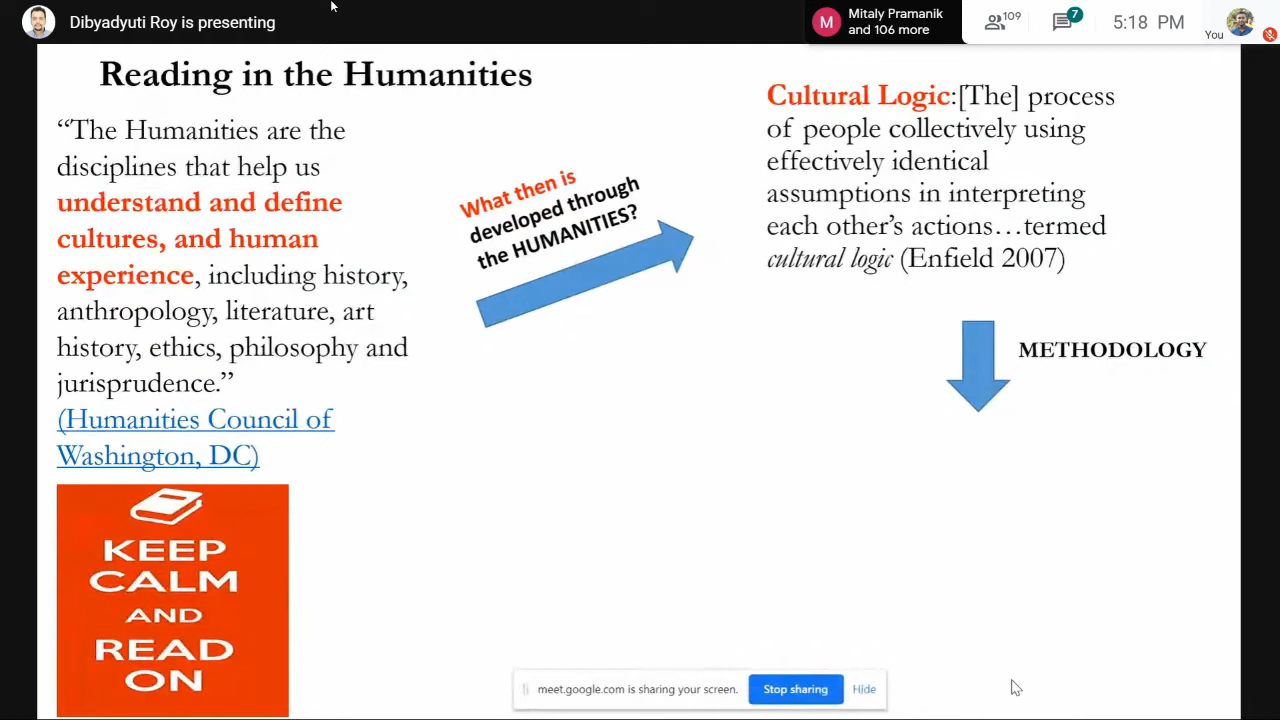 Dibyadyuti Roy is presenting
Mitaly Pramanik
and 106 more
109
7
5:18 PM
You
M
Reading in the Humanities
“The Humanities are the
disciplines that help us
understand and define
cultures, and human
experience, including history,
anthropology, literature, art
history, ethics, philosophy and
jurisprudence.”
(Humanities Council of
Washington, DC)
KEEP
CALM
AND
READ
ON
What then is
developed through
the HUMANITIES?
Cultural Logic:[The] process
of people collectively using
effectively identical
assumptions in interpreting
each other’s actions…termed
cultural logic (Enfield 2007)
METHODOLOGY
meet.google.com is sharing your screen.
Stop sharing
Hide